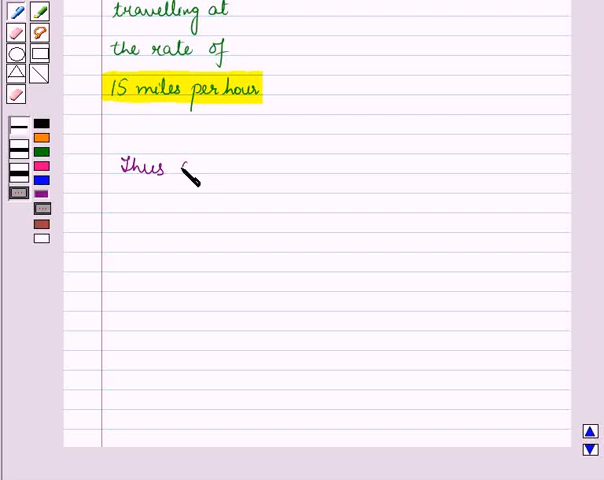 travelling at
the rate of
15 miles per hour
Thus